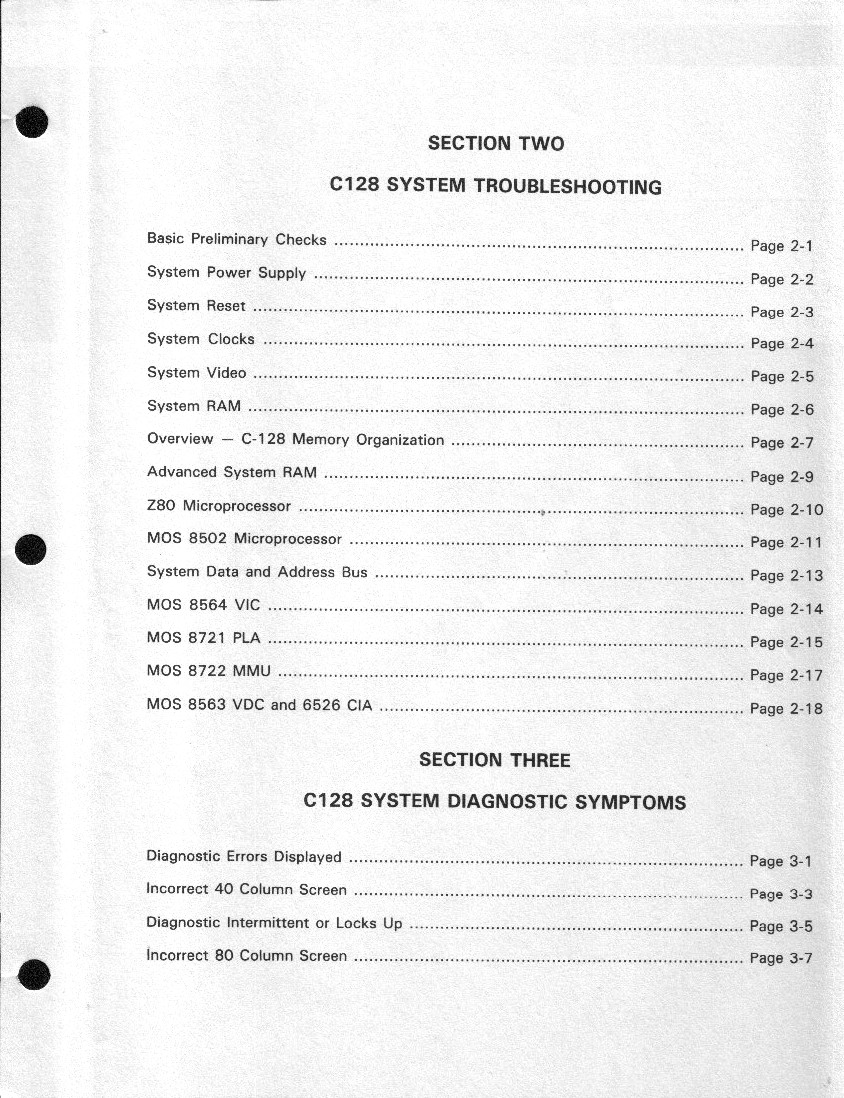 SECTION TWO
C128 SYSTEM TROUBLESHOOTING
Basic Preliminary Checks ........ Page 2-1
System Power Supply ........ Page 2-2
System Reset ........ Page 2-3
System Clocks ........ Page 2-4
System Video ........ Page 2-5
System RAM ........ Page 2-6
Overview — C-128 Memory Organization ........ Page 2-7
Advanced System RAM ........ Page 2-9
Z80 Microprocessor ........ Page 2-10
MOS 8502 Microprocessor ........ Page 2-11
System Data and Address Bus ........ Page 2-13
MOS 8564 VIC ........ Page 2-14
MOS 8721 PLA ........ Page 2-15
MOS 8722 MMU ........ Page 2-17
MOS 8563 VDC and 6526 CIA ........ Page 2-18
SECTION THREE
C128 SYSTEM DIAGNOSTIC SYMPTOMS
Diagnostic Errors Displayed ........ Page 3-1
Incorrect 40 Column Screen ........ Page 3-3
Diagnostic Intermittent or Locks Up ........ Page 3-5
Incorrect 80 Column Screen ........ Page 3-7